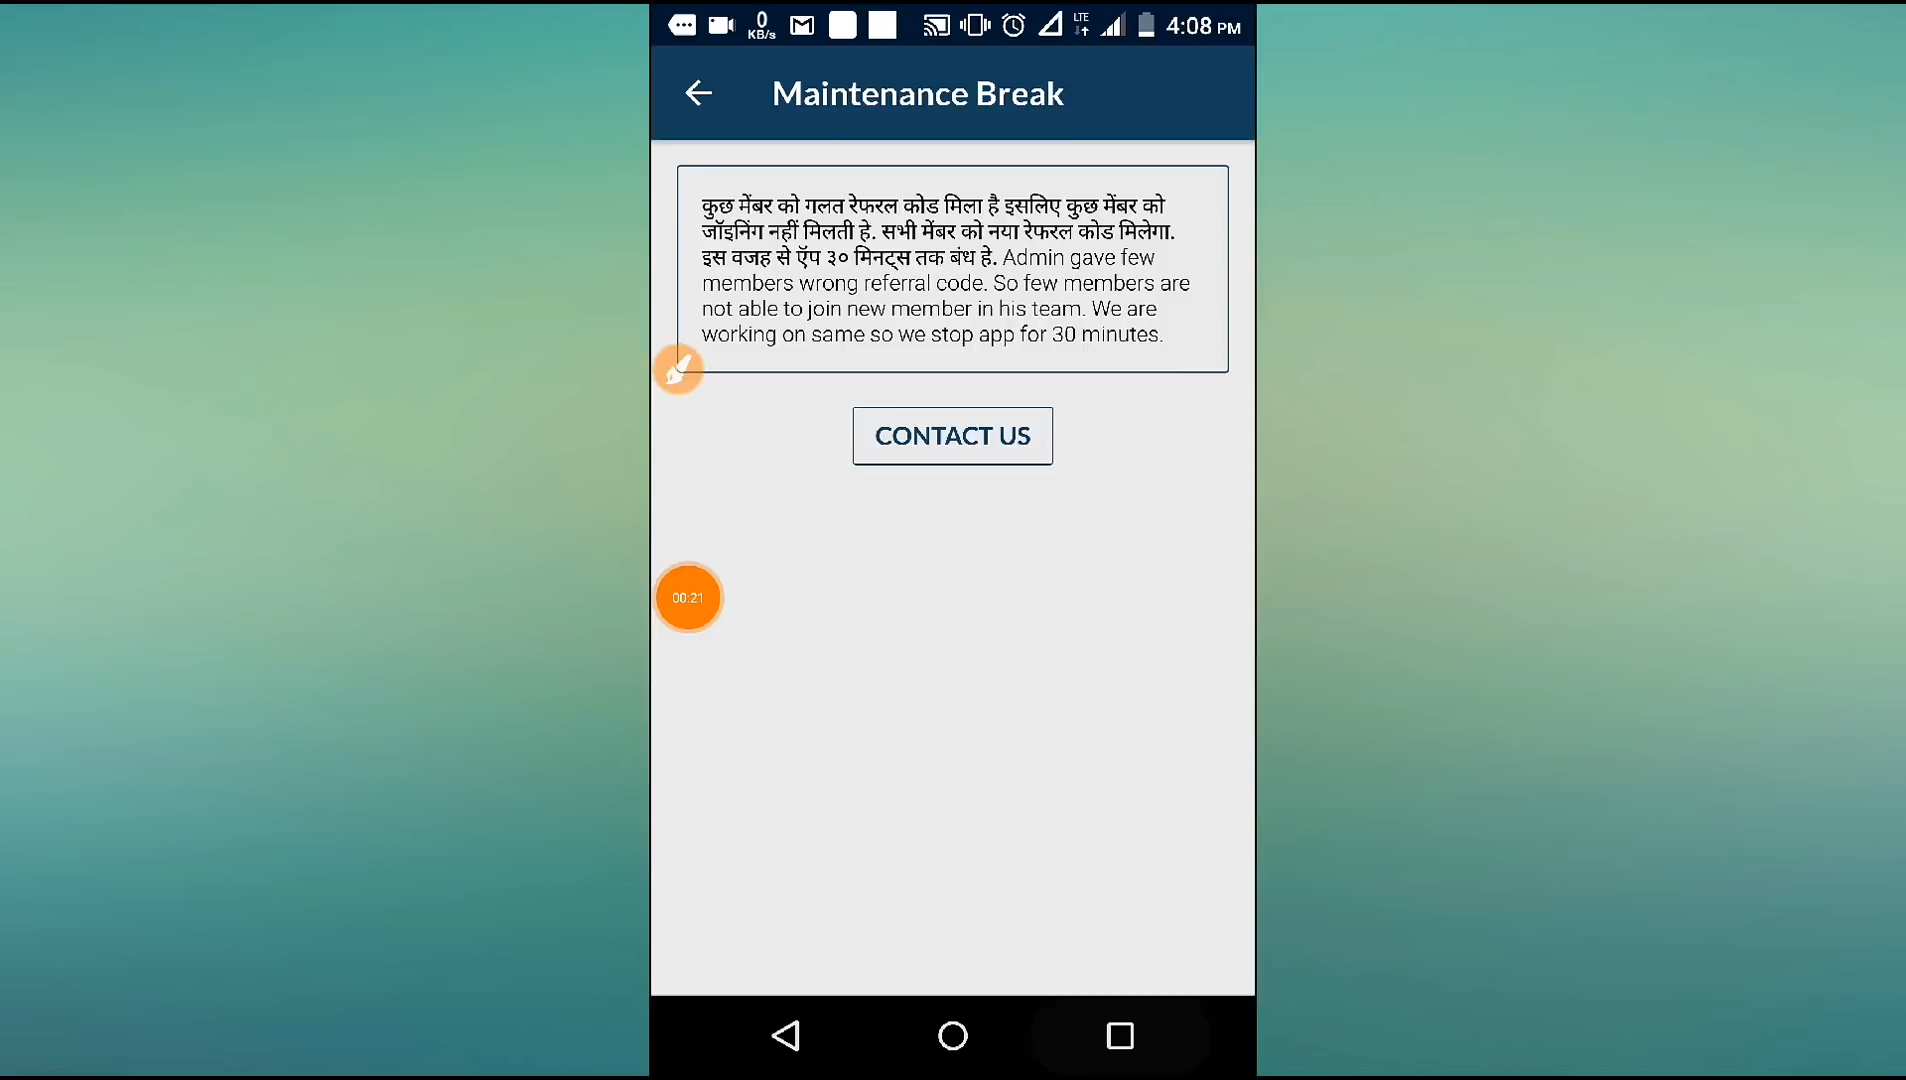 0
KB/s
LTE
4:08 PM
Maintenance Break
कुछ मेंबर को गलत रेफरल कोड मिला है इसलिए कुछ मेंबर को
जॉइनिंग नहीं मिलती हे. सभी मेंबर को नया रेफरल कोड मिलेगा.
इस वजह से ऍप ३० मिनट्स तक बंध हे. Admin gave few
members wrong referral code. So few members are
not able to join new member in his team. We are
working on same so we stop app for 30 minutes.
CONTACT US
00:21